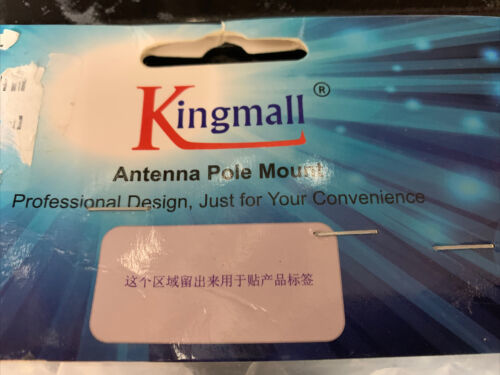 Kingmall®
Antenna Pole Mount
Professional Design, Just for Your Convenience
这个区域留出来用于贴产品标签